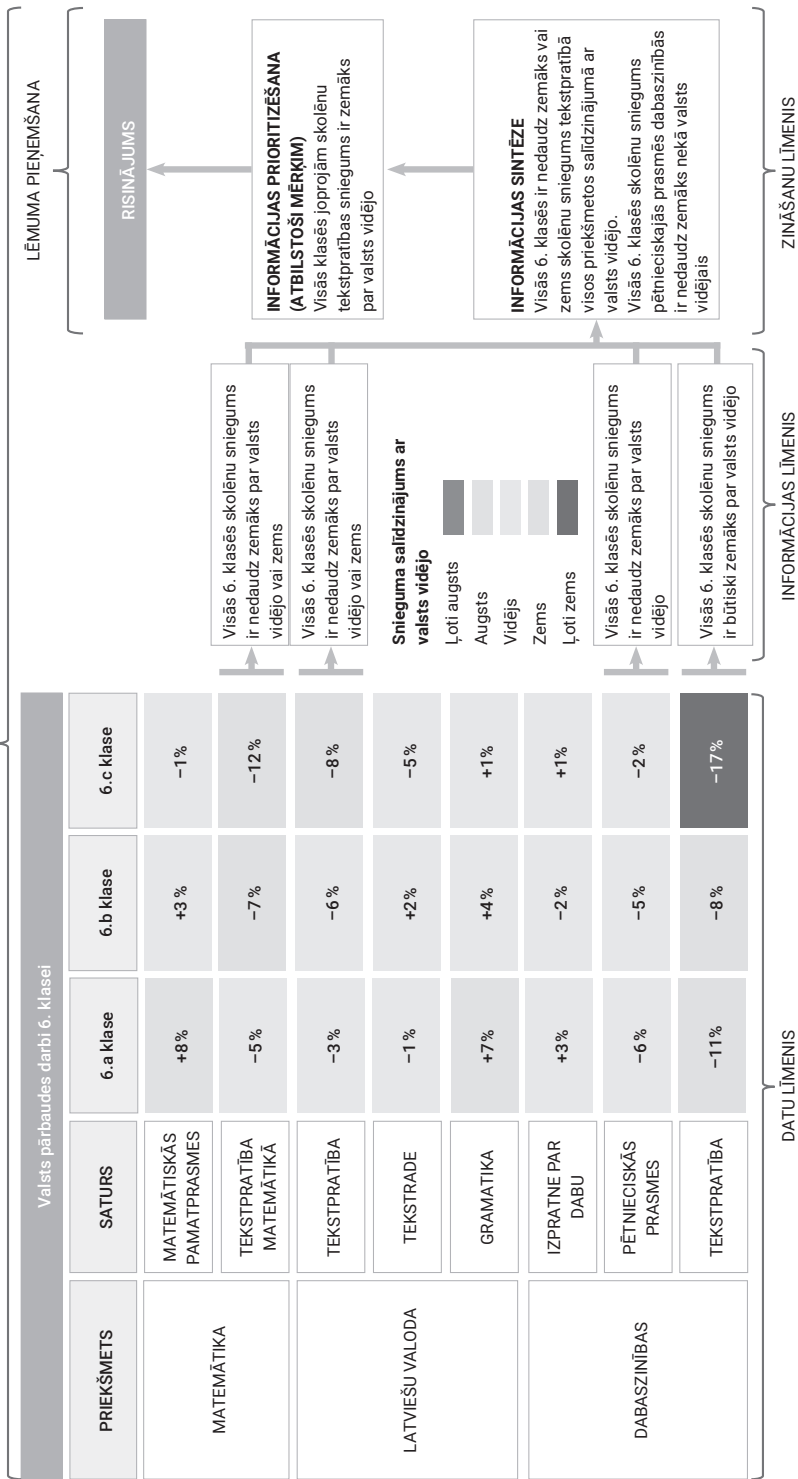 Valsts pārbaudes darbi 6. klasei
PRIEKŠMETS
SATURS
6.a klase
6.b klase
6.c klase
MATEMĀTIKA
MATEMĀTISKĀS
PAMATPRASMES
+8%
+3%
−1%
TEKSTPRATĪBA
MATEMĀTIKĀ
−5%
−7%
−12%
LATVIEŠU VALODA
TEKSTPRATĪBA
−3%
−6%
−8%
TEKSTRADE
−1%
+2%
−5%
GRAMATIKA
+7%
+4%
+1%
DABASZINĪBAS
IZPRATNE PAR
DABU
+3%
−2%
+1%
PĒTNIECISKĀS
PRASMES
−6%
−5%
−2%
TEKSTPRATĪBA
−11%
−8%
−17%
DATU LĪMENIS
Visās 6. klasēs skolēnu sniegums
ir nedaudz zemāks par valsts
vidējo vai zems
Visās 6. klasēs skolēnu sniegums
ir nedaudz zemāks par valsts
vidējo vai zems
Snieguma salīdzinājums ar
valsts vidējo
Ļoti augsts
Augsts
Vidējs
Zems
Ļoti zems
Visās 6. klasēs skolēnu sniegums
ir nedaudz zemāks par valsts
vidējo
Visās 6. klasēs skolēnu sniegums
ir būtiski zemāks par valsts vidējo
INFORMĀCIJAS LĪMENIS
LĒMUMA PIEŅEMŠANA
RISINĀJUMS
INFORMĀCIJAS PRIORITIZĒŠANA
(ATBILSTOŠI MĒRĶIM)
Visās klasēs joprojām skolēnu
tekstpratības sniegums ir zemāks
par valsts vidējo
INFORMĀCIJAS SINTĒZE
Visās 6. klasēs ir nedaudz zemāks vai
zems skolēnu sniegums tekstpratībā
visos priekšmetos salīdzinājumā ar
valsts vidējo.
Visās 6. klasēs skolēnu sniegums
pētnieciskajās prasmēs dabaszinībās
ir nedaudz zemāks nekā valsts
vidējais
ZINĀŠANU LĪMENIS